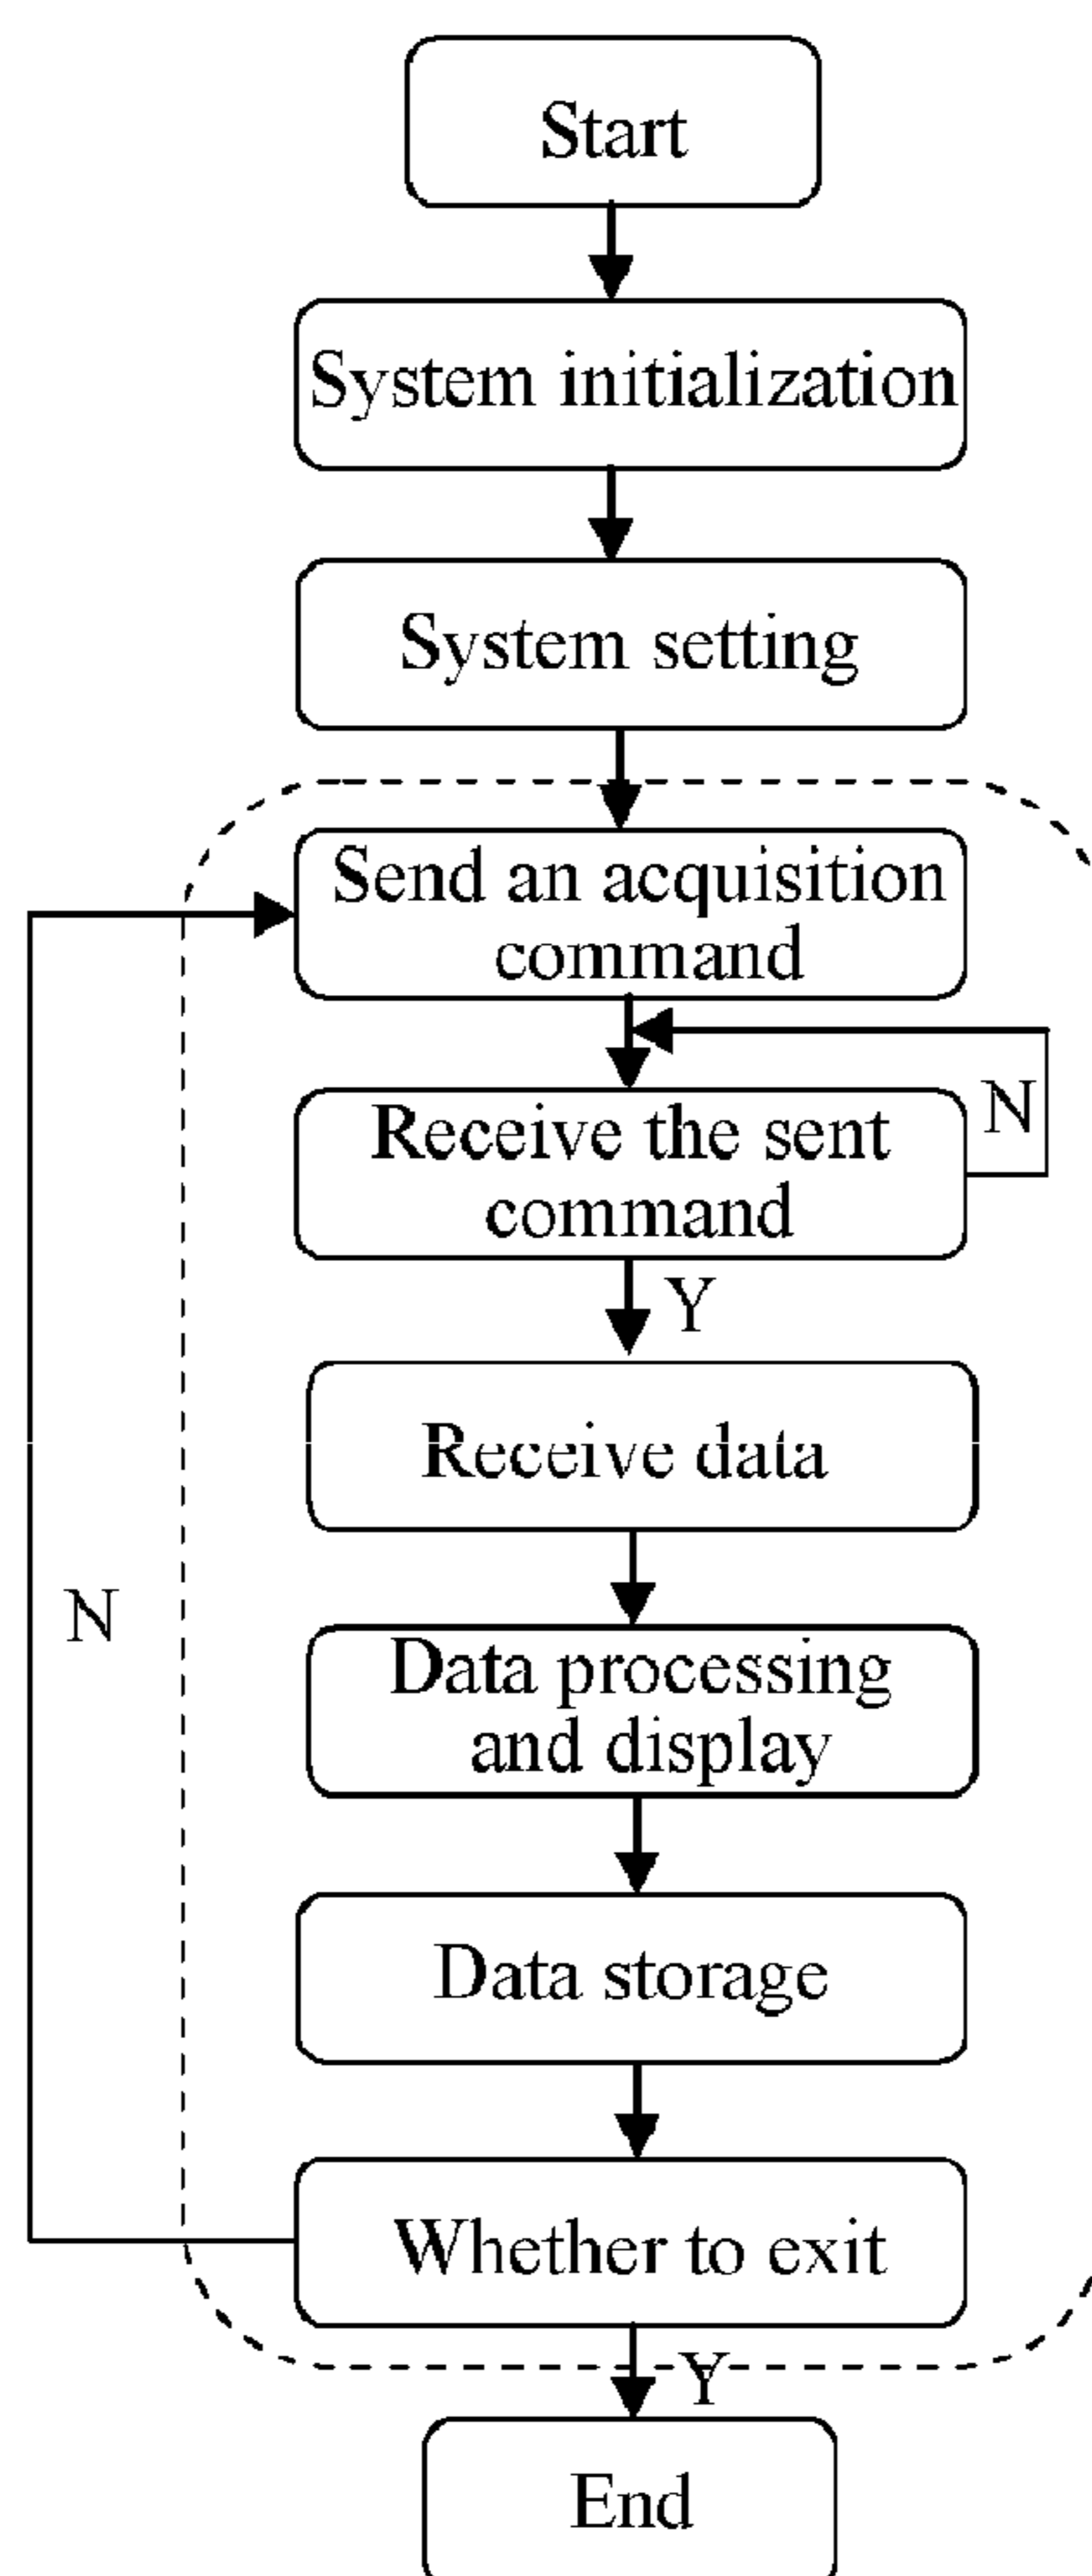 Start
System initialization
System setting
Send an acquisition
command
Receive the sent
command
N
Y
Receive data
N
Data processing
and display
Data storage
Whether to exit
Y
End